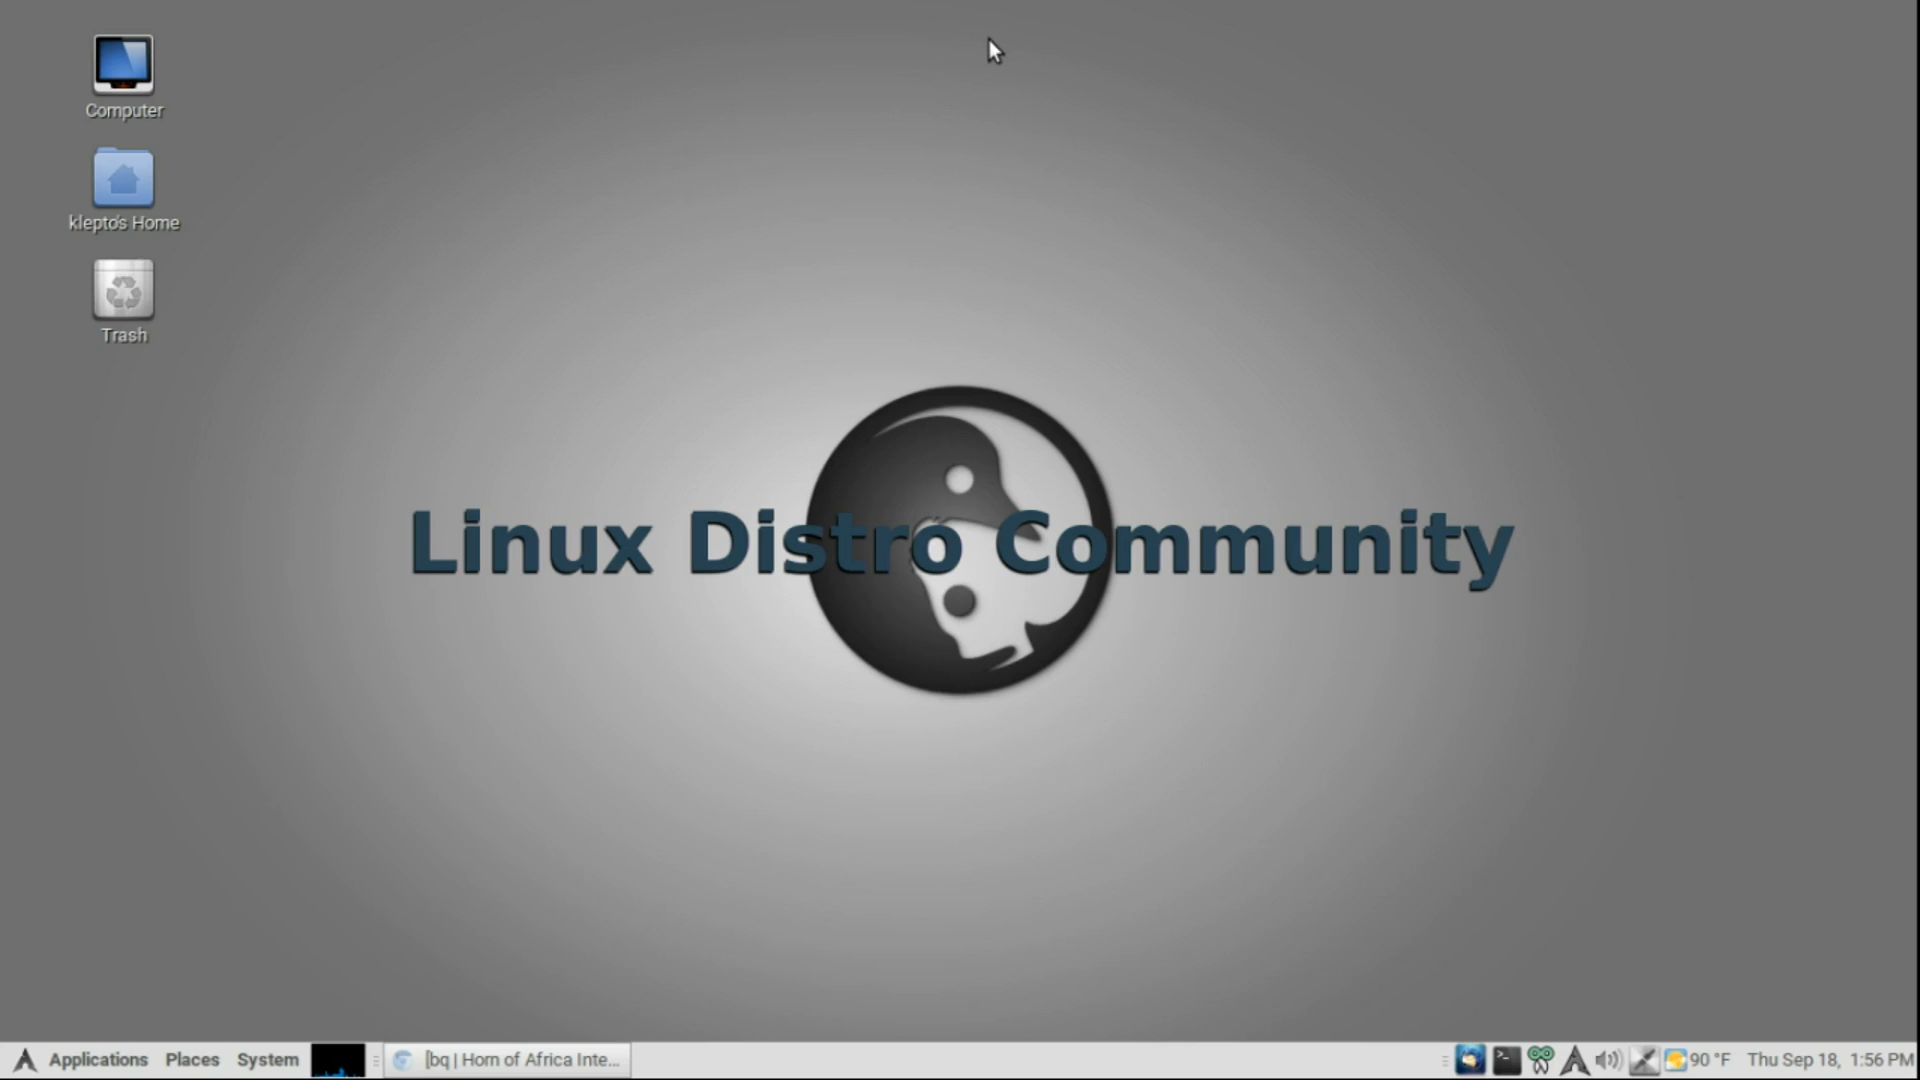 Computer
klepto's Home
Trash
Linux Distro Community
Applications Places System [bq | Horn of Africa Inte... 90 °F Thu Sep 18, 1:56 PM